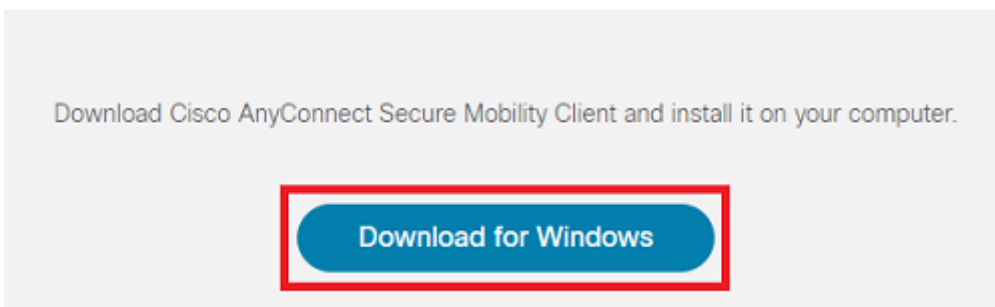 Download Cisco AnyConnect Secure Mobility Client and install it on your computer.
Download for Windows